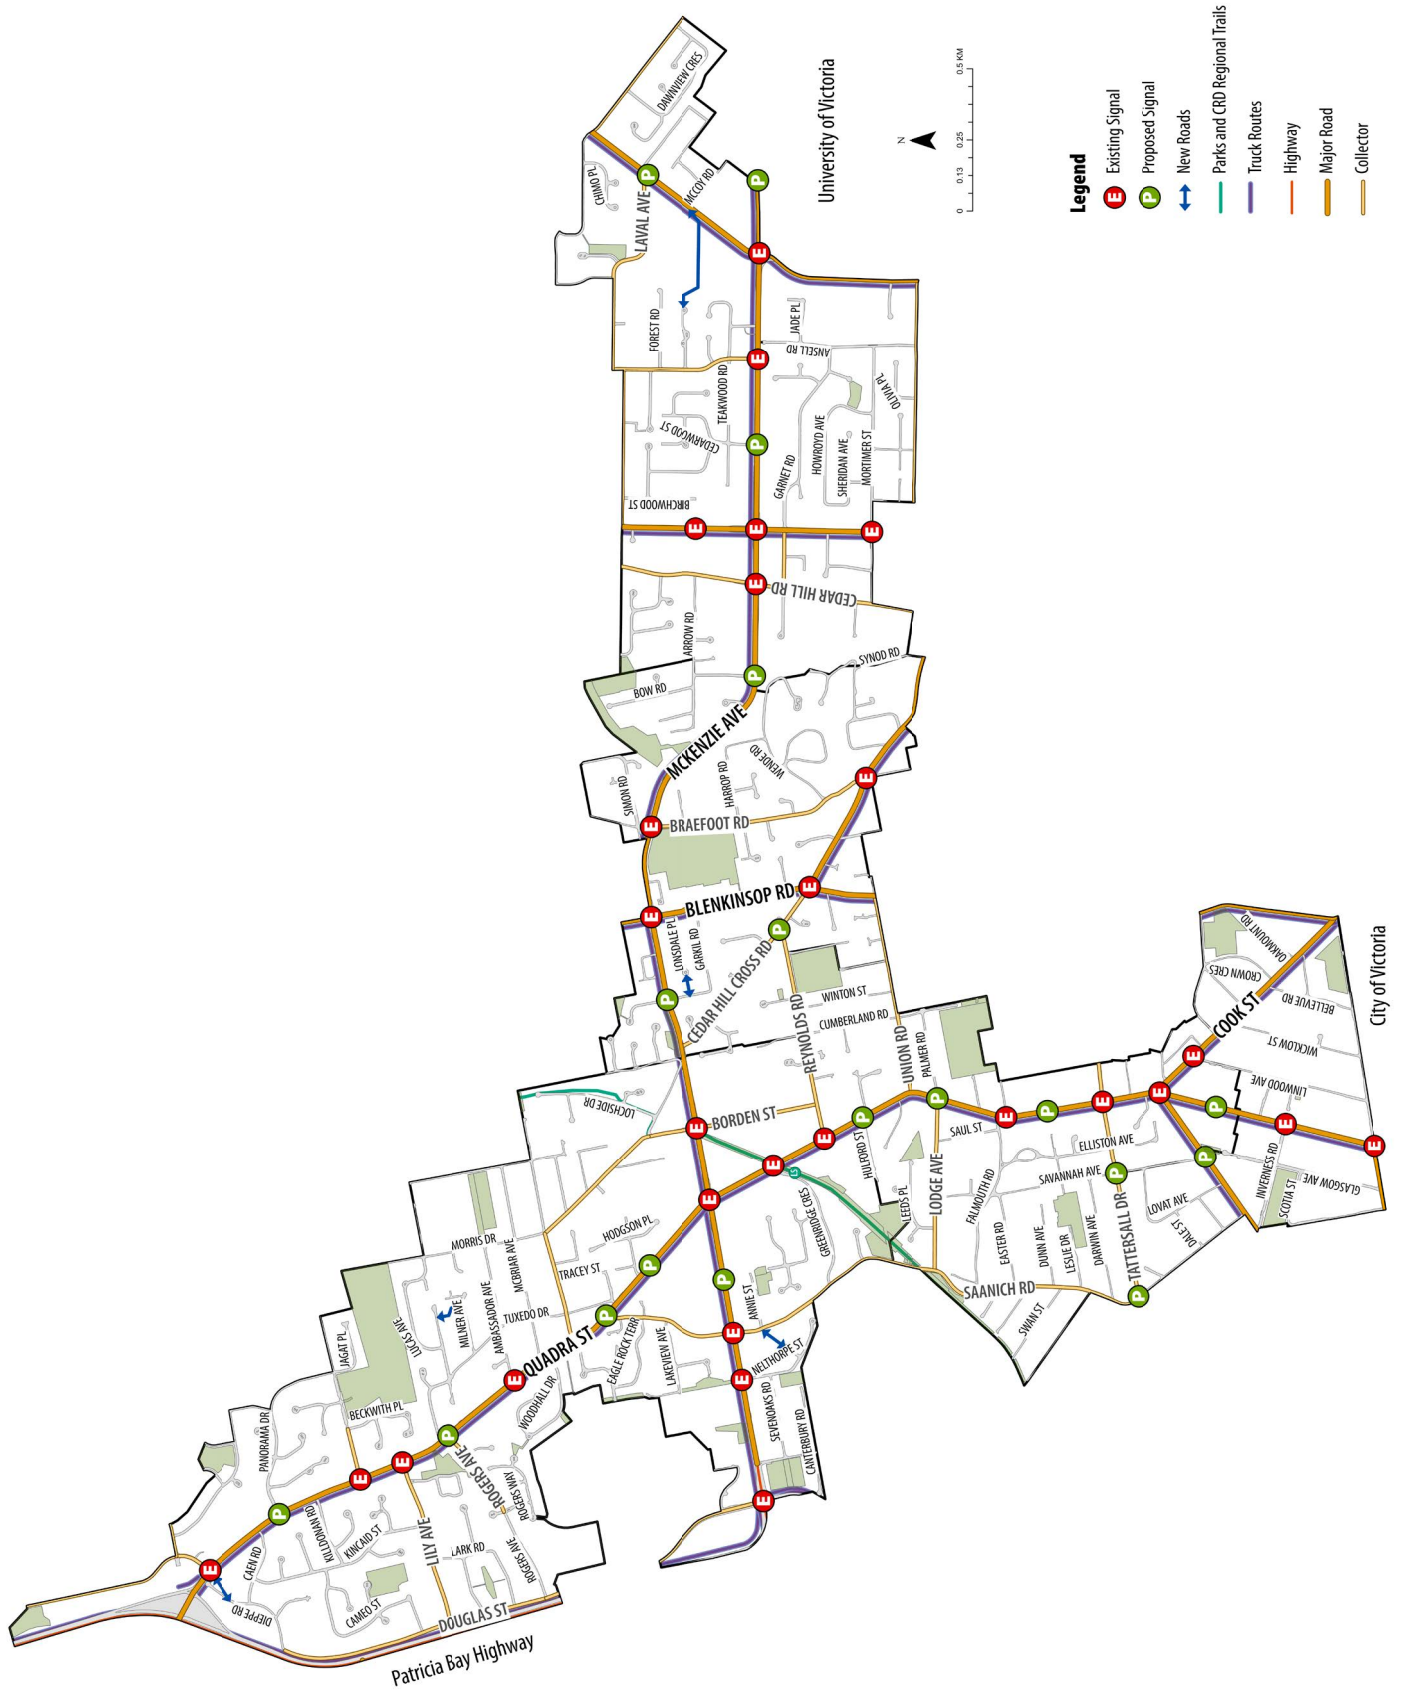 DAWNVIEW CRES
CHIMO PL
LAVAL AVE
MCCOY RD
University of Victoria
N
0
0.13
0.25
0.5 KM
Legend
E
Existing Signal
P
Proposed Signal
New Roads
Parks and CRD Regional Trails
Truck Routes
Highway
Major Road
Collector
FOREST RD
JADE PL
ANSELL RD
TEAKWOOD RD
CEDARWOOD ST
OLIVIA PL
HOWROYD AVE
SHERIDAN AVE
MORTIMER ST
GARNET RD
BIRCHWOOD ST
CEDAR HILL RD
ARROW RD
SYNOD RD
BOW RD
MCKENZIE AVE
WENDE RD
HARROP RD
SIMON RD
BRAEFOOT RD
BLENKINSOP RD
LONSDALE PL
GARKIL RD
CEDAR HILL CROSS RD
REYNOLDS RD
WINTON ST
CUMBERLAND RD
UNION RD
PALMER RD
LOCHSIDE DR
BORDEN ST
HULFORD ST
SAUL ST
LODGE AVE
LEEDS PL
FALMOUTH RD
ELLISTON AVE
SAVANNAH AVE
EASTER RD
DUNN AVE
LESLIE DR
DARWIN AVE
TATTERSALL DR
LOVAT AVE
DALE ST
SAANICH RD
SWAN ST
OAKMOUNT RD
CROWN CRES
BELLEVUE RD
COOK ST
WICKLOW ST
LINWOOD AVE
INVERNESS RD
SCOTIA ST
GLASGOW AVE
City of Victoria
GREENRIDGE CRES
HODGSON PL
MORRIS DR
MCBRIAR AVE
TRACEY ST
TUXEDO DR
AMBASSADOR AVE
MILNER AVE
LUCAS AVE
JAGAT PL
QUADRA ST
EAGLE ROCK TERR
LAKEVIEW AVE
ANNIE ST
NELTHORPE ST
SEVENOAKS RD
CANTERBURY RD
WOODHALL DR
BECKWITH PL
PANORAMA DR
ROGERS AVE
ROGERS WAY
ROGERS AVE
KILLDONAN RD
KINCAID ST
LILY AVE
LARK RD
CAEN RD
DIEPPE RD
CAMEO ST
DOUGLAS ST
Patricia Bay Highway